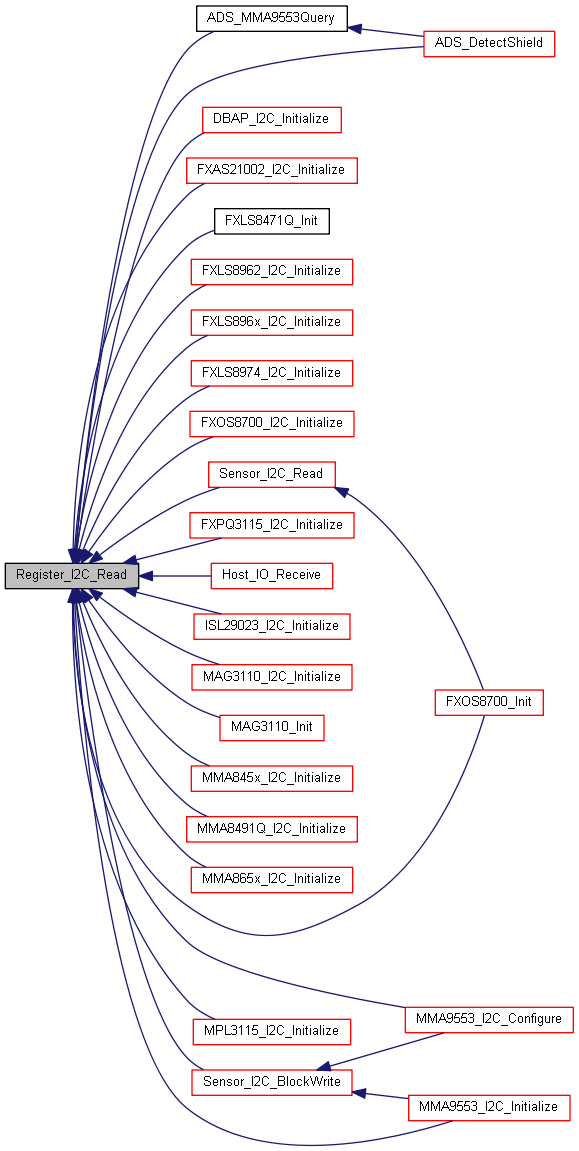 ADS_MMA9553Query
ADS_DetectShield
DBAP_I2C_Initialize
FXAS21002_I2C_Initialize
FXLS8471Q_Init
FXLS8962_I2C_Initialize
FXLS896x_I2C_Initialize
FXLS8974_I2C_Initialize
FXOS8700_I2C_Initialize
Sensor_I2C_Read
FXPQ3115_I2C_Initialize
Register_I2C_Read
Host_IO_Receive
ISL29023_I2C_Initialize
MAG3110_I2C_Initialize
FXOS8700_Init
MAG3110_Init
MMA845x_I2C_Initialize
MMA8491Q_I2C_Initialize
MMA865x_I2C_Initialize
MMA9553_I2C_Configure
MPL3115_I2C_Initialize
Sensor_I2C_BlockWrite
MMA9553_I2C_Initialize